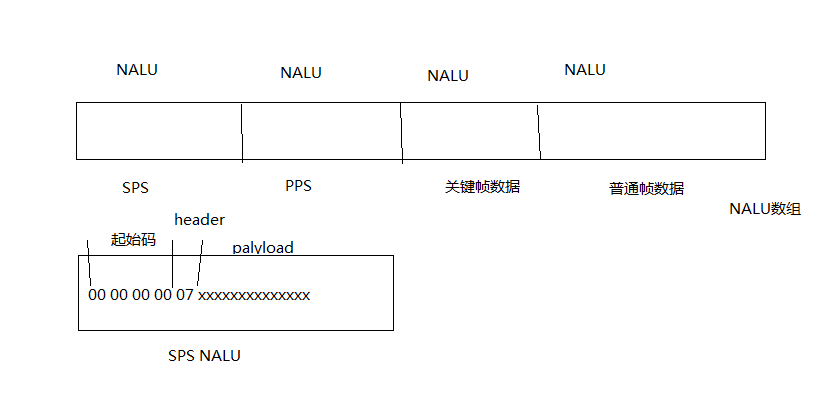 NALU NALU NALU NALU
SPS PPS 关键帧数据 普通帧数据
NALU数组
header
起始码
palyload
00 00 00 00 07 xxxxxxxxxxxxxx
SPS NALU